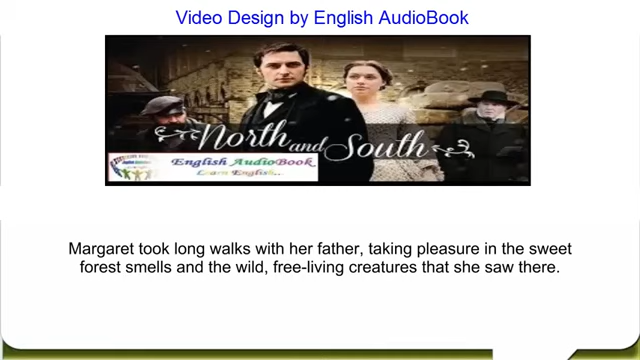 Video Design by English AudioBook
North and South
English AudioBook
Learn English...
Margaret took long walks with her father, taking pleasure in the sweet
forest smells and the wild, free-living creatures that she saw there.